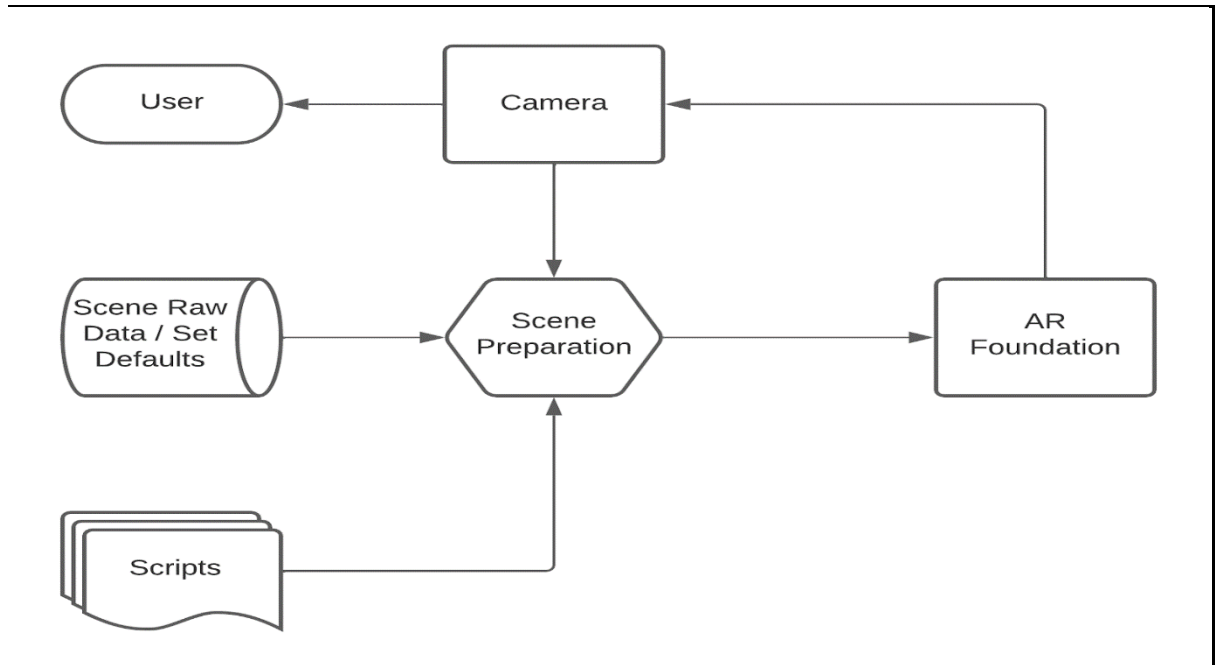 User
Camera
Scene Raw
Data / Set
Defaults
Scene
Preparation
AR
Foundation
Scripts